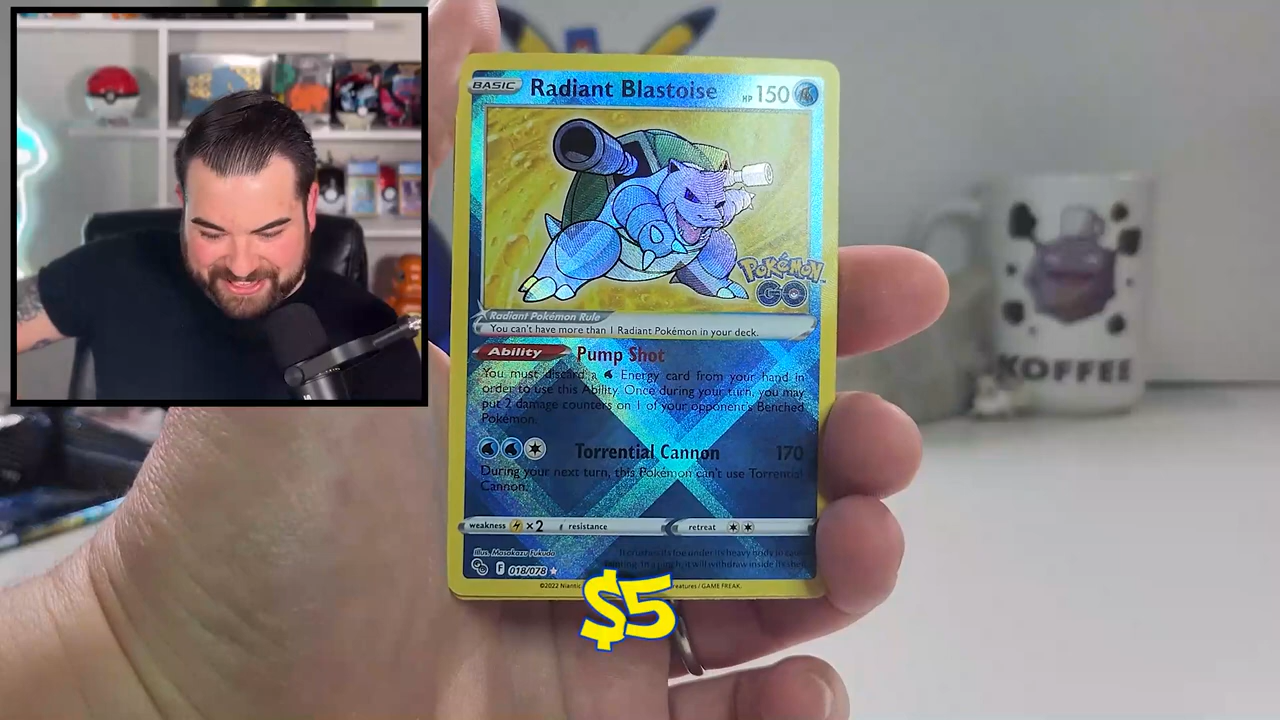 BASIC Radiant Blastoise HP 150
POKéMON
GO
Radiant Pokémon Rule
You can't have more than 1 Radiant Pokémon in your deck.
Ability Pump Shot
You must discard a Energy card from your hand in
order to use this Ability. Once during your turn, you may
put 2 damage counters on 1 of your opponent's Benched
Pokémon.
Torrential Cannon 170
During your next turn, this Pokémon can't use Torrential
Cannon.
weakness ×2 resistance retreat
Illus. Masakazu Fukuda
F 018/078
©2022 Niantic creatures / GAME FREAK.
$5
KOFFEE